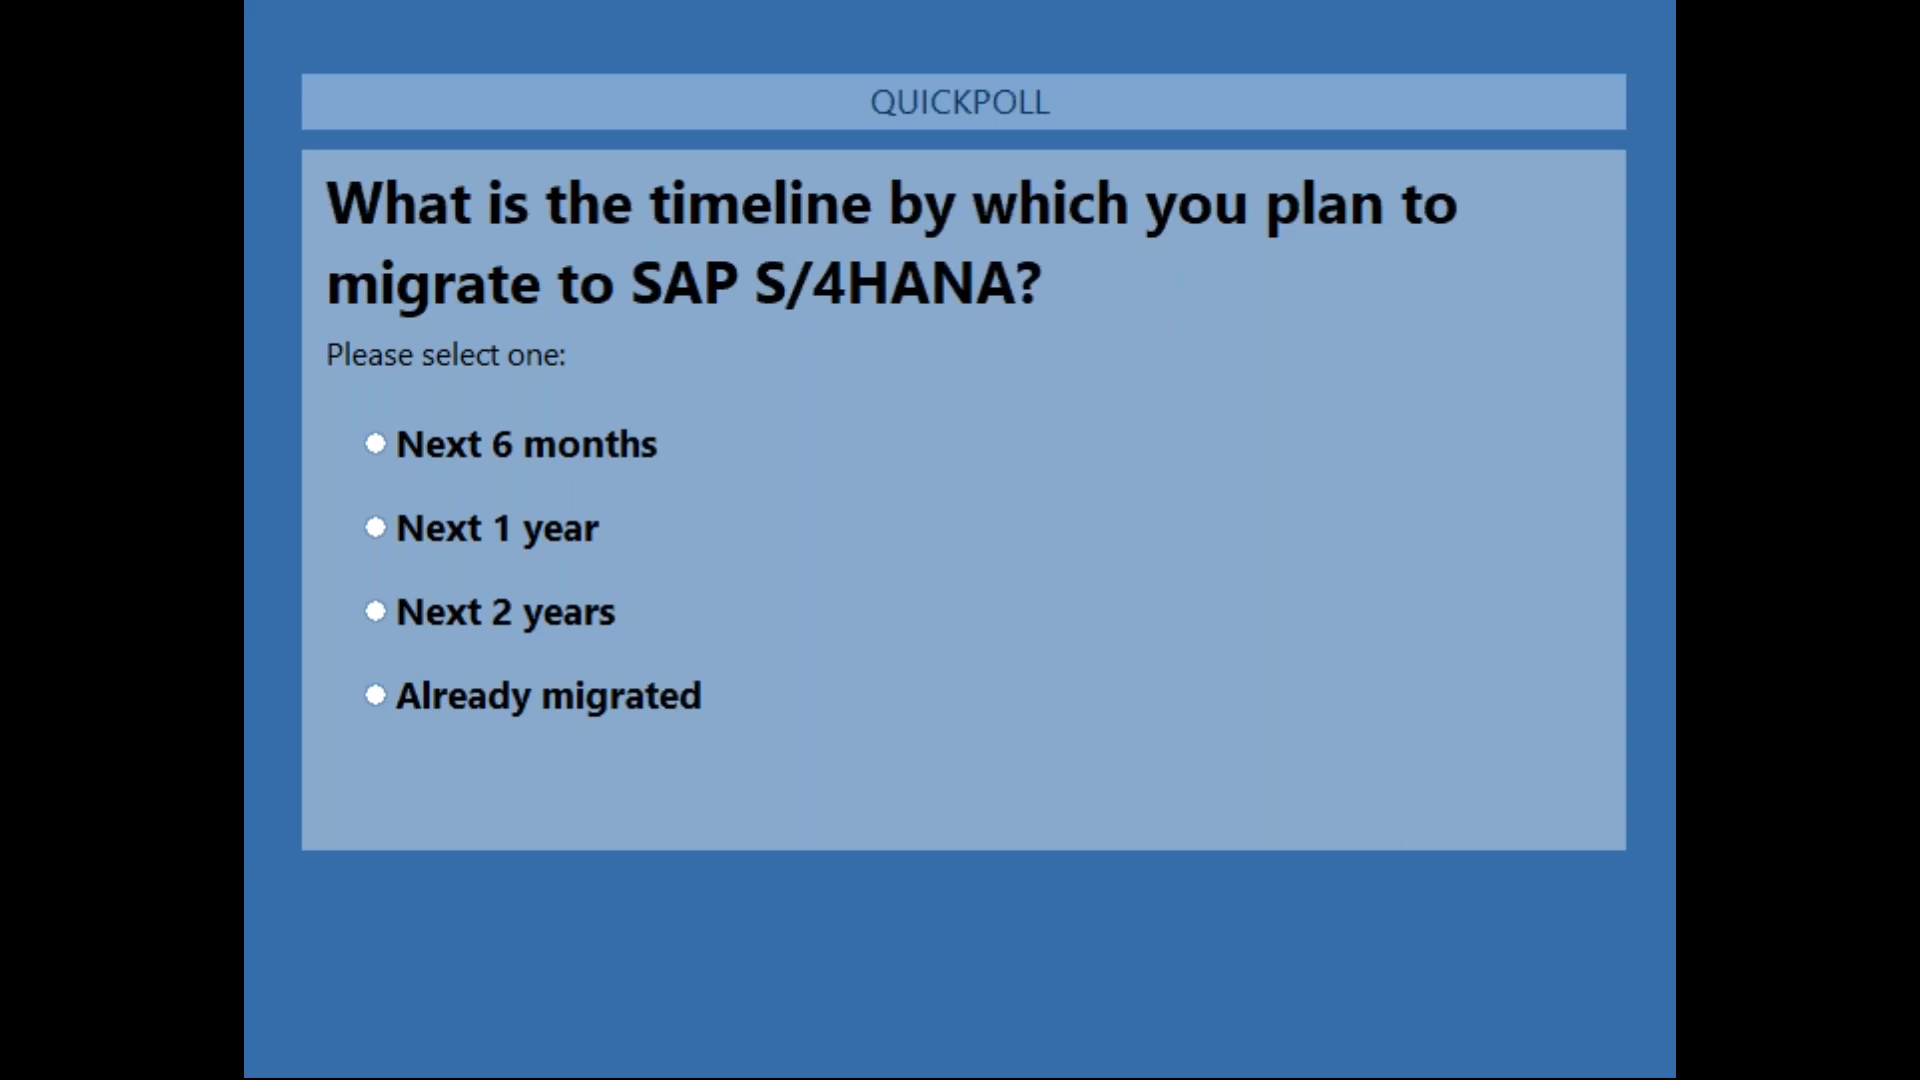 QUICKPOLL
What is the timeline by which you plan to
migrate to SAP S/4HANA?
Please select one:
Next 6 months
Next 1 year
Next 2 years
Already migrated